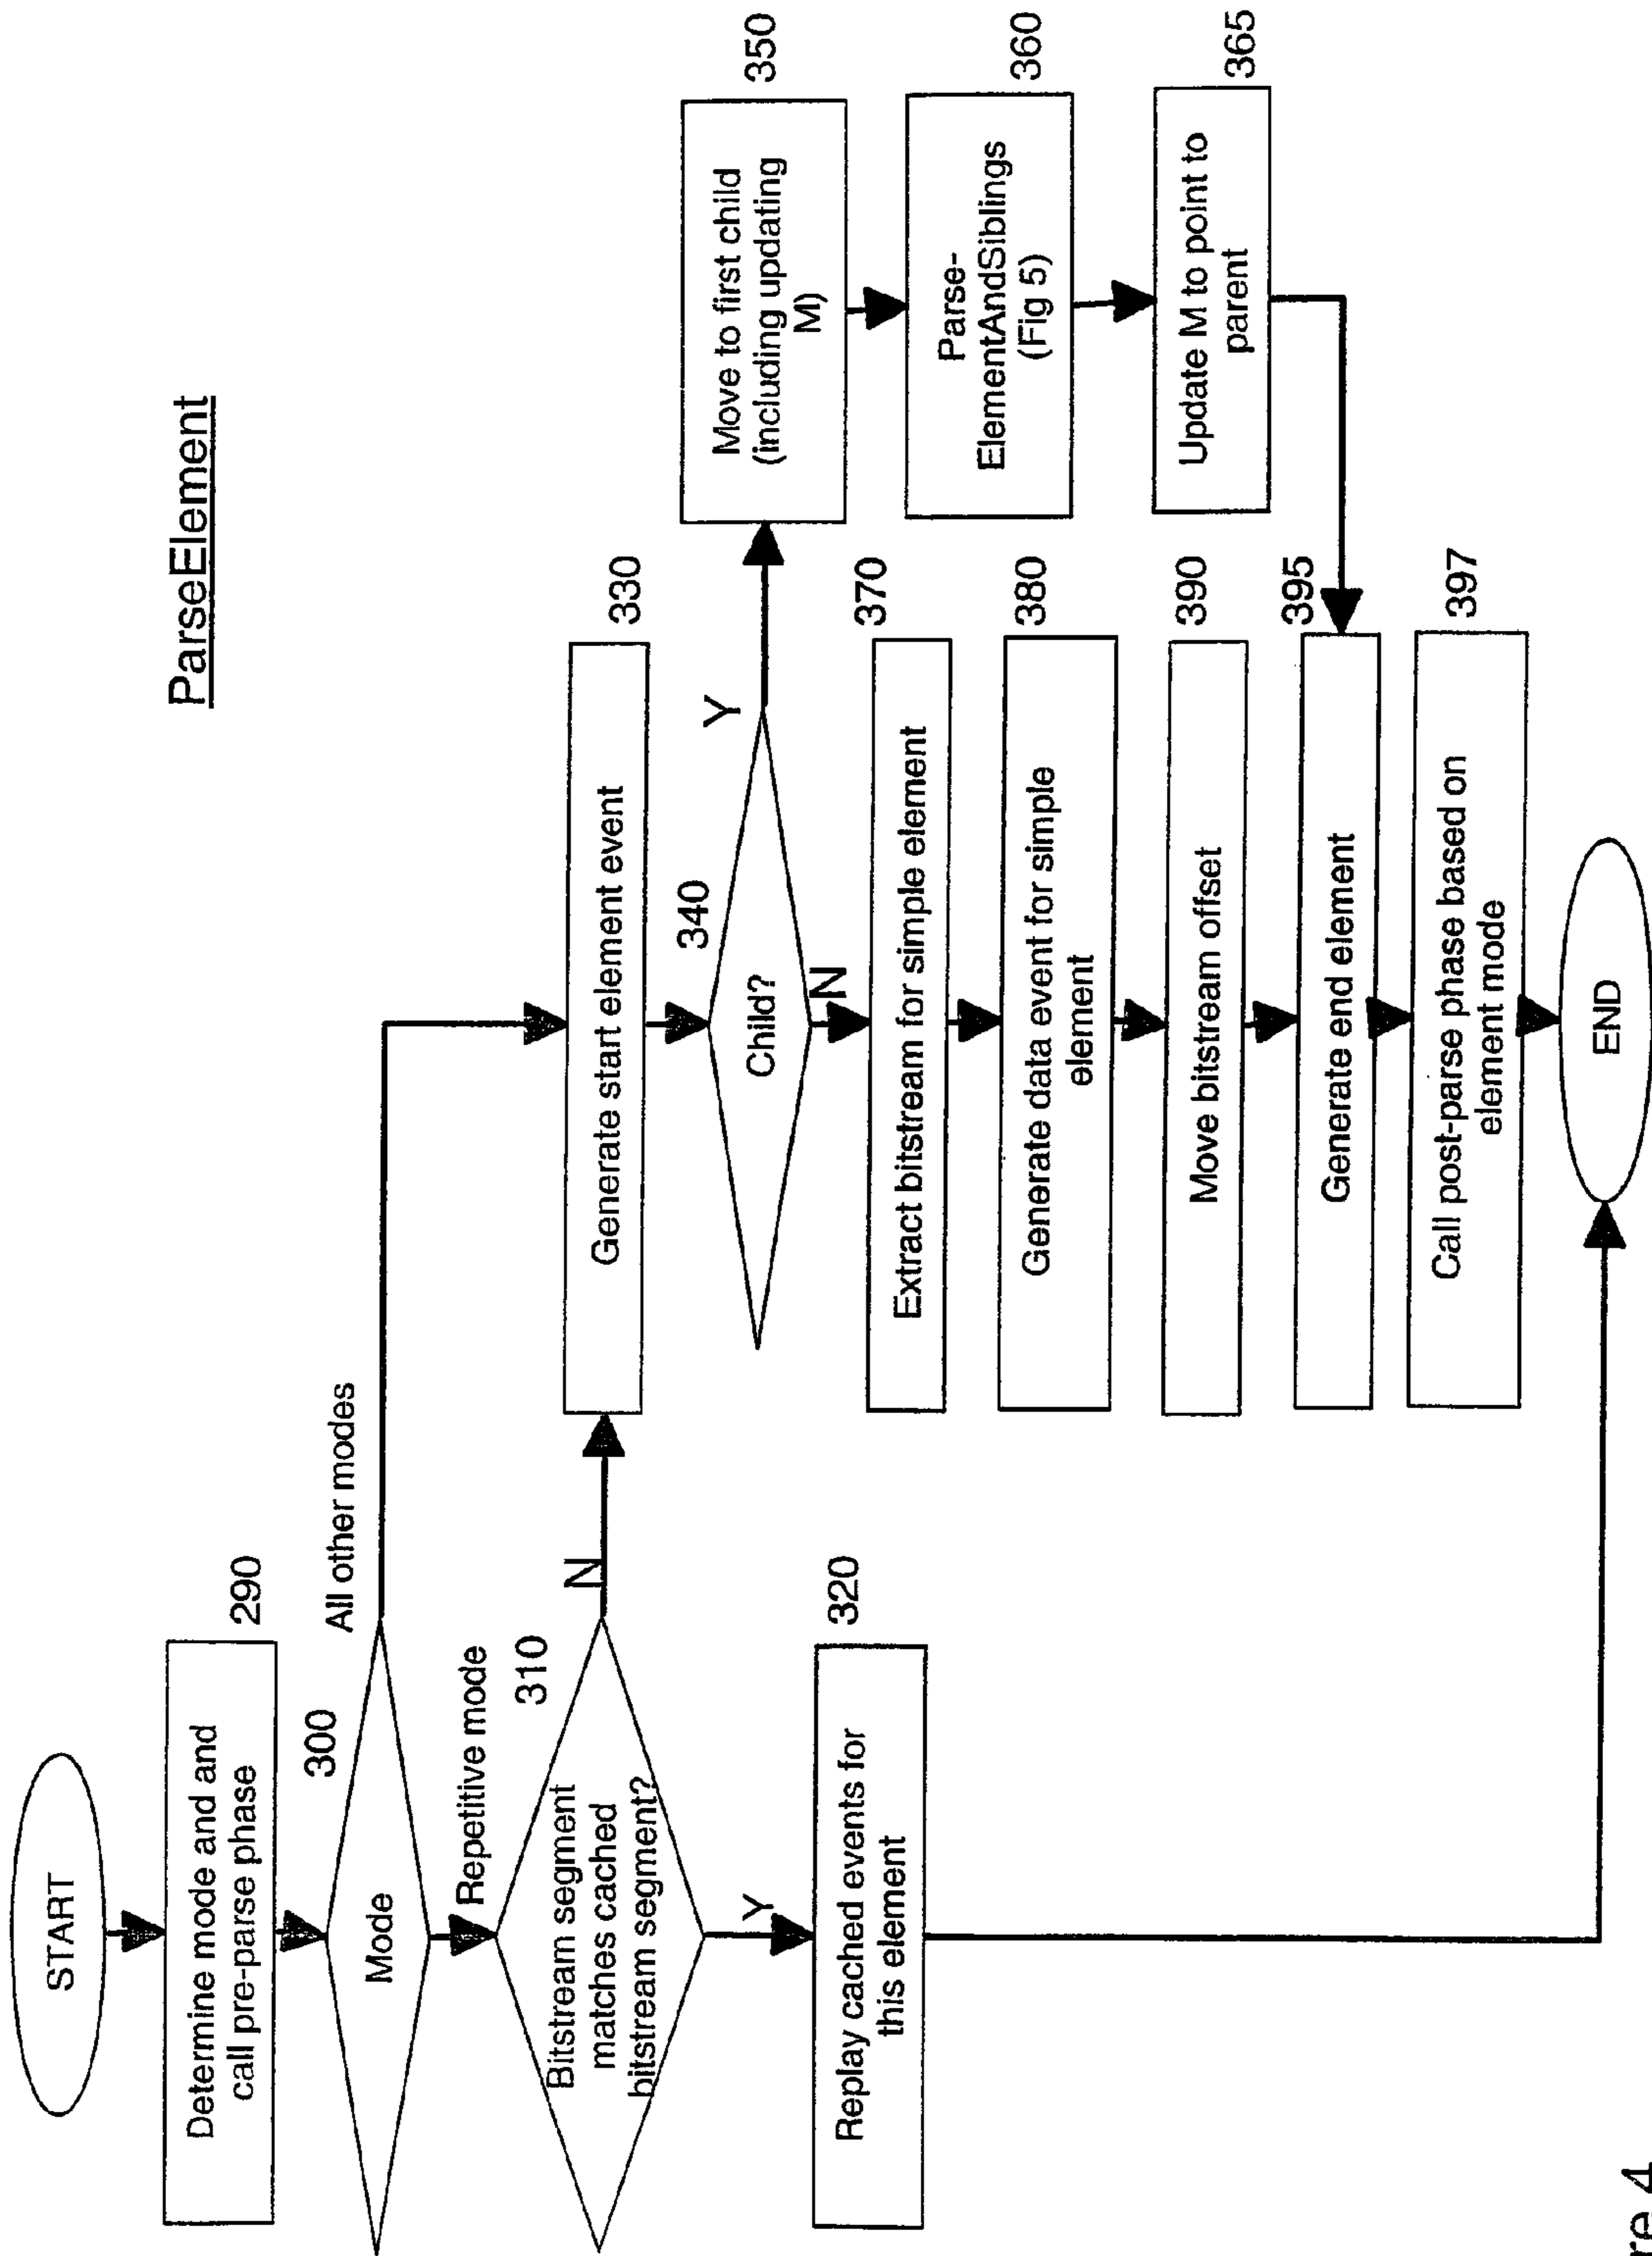 ParseElement
START
Determine mode and and
call pre-parse phase
290
300
Mode
All other modes
Repetitive mode
310
Bitstream segment
matches cached
bitstream segment?
N
Y
Replay cached events for
this element
320
Generate start element event
330
340
Child?
Y
N
Move to first child
(including updating
M)
350
Parse-
ElementAndSiblings
(Fig 5)
360
Update M to point to
parent
365
Extract bitstream for simple element
370
Generate data event for simple
element
380
Move bitstream offset
390
Generate end element
395
Call post-parse phase based on
element mode
397
END
re 4